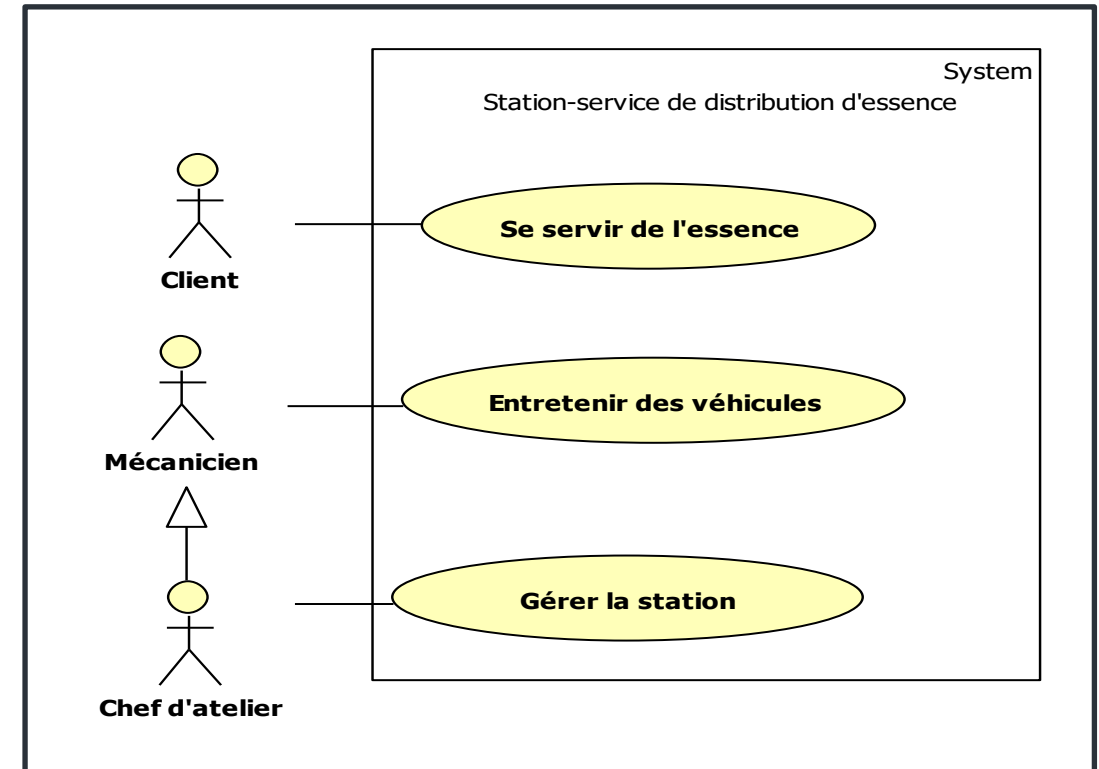 System
Station-service de distribution d'essence
Se servir de l'essence
Client
Entretenir des véhicules
Mécanicien
Gérer la station
Chef d'atelier